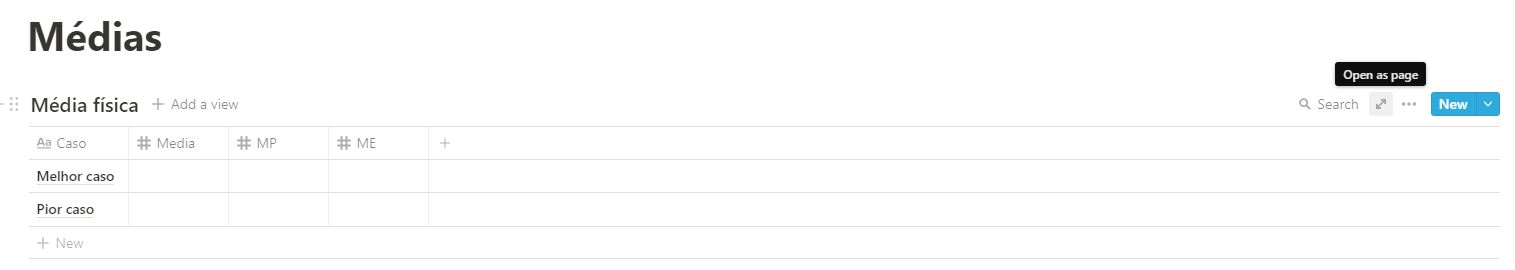 Médias
Open as page
Média física + Add a view Search ••• New
Aa Caso # Media # MP # ME +
Melhor caso
Pior caso
+ New